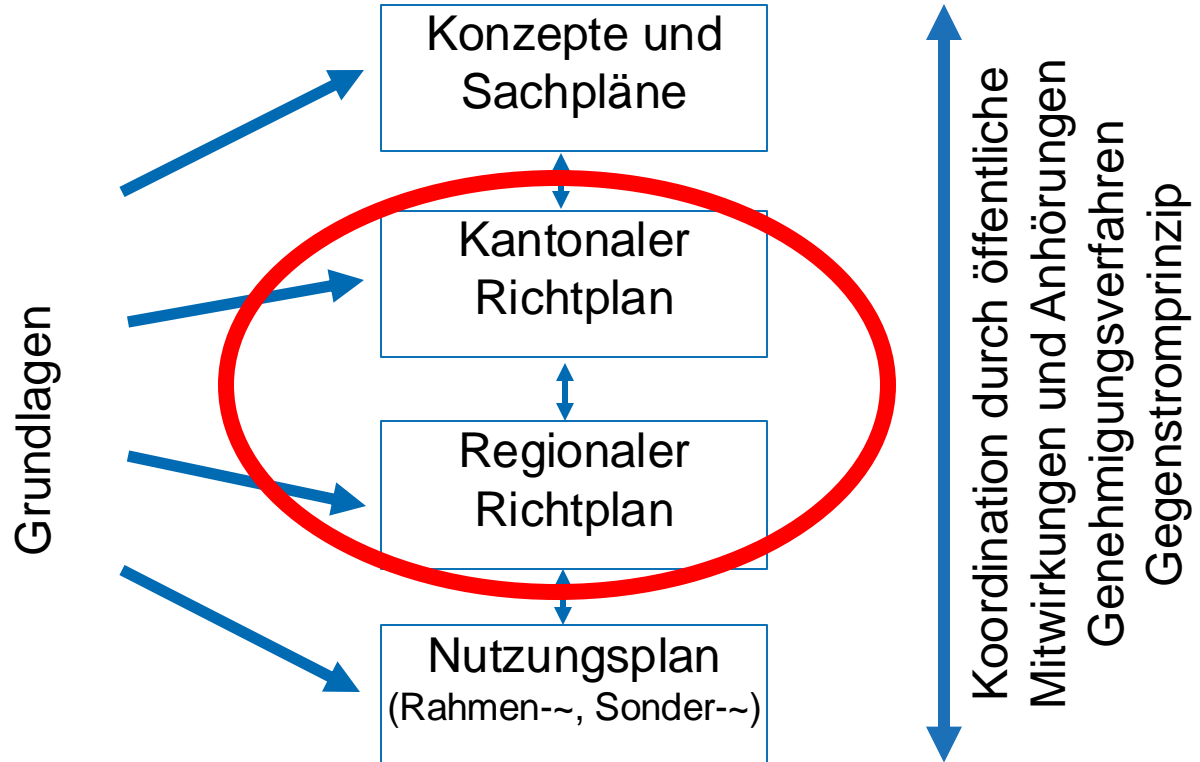 Grundlagen
Konzepte und
Sachpläne
Kantonaler
Richtplan
Regionaler
Richtplan
Nutzungsplan
(Rahmen-~, Sonder-~)
Koordination durch öffentliche
Mitwirkungen und Anhörungen
Genehmigungsverfahren
Gegenstromprinzip